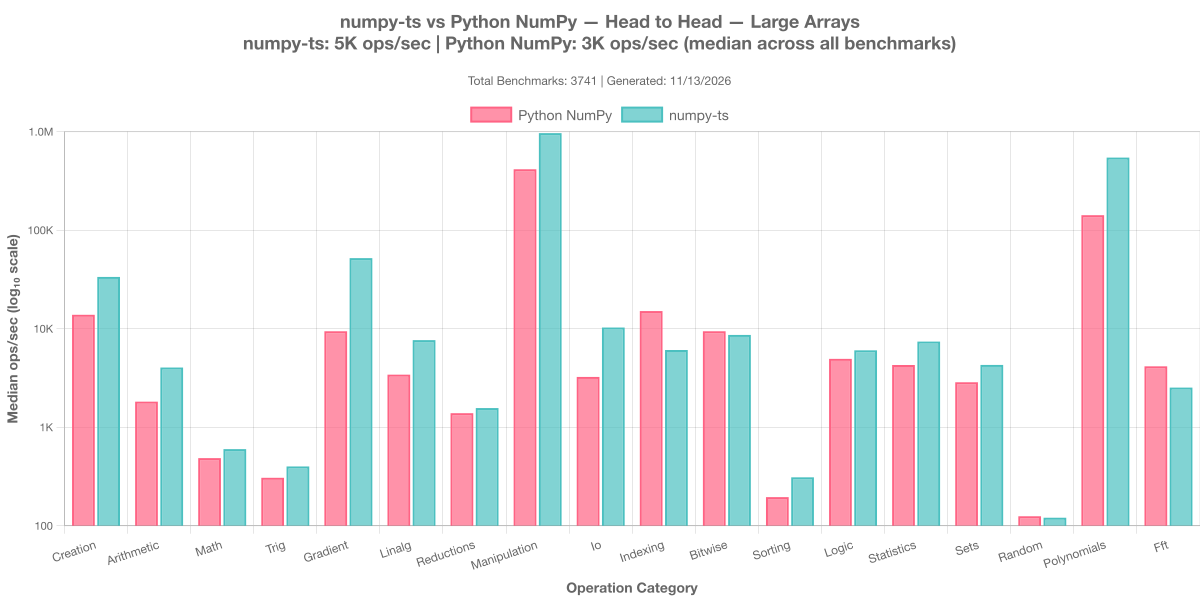 numpy-ts vs Python NumPy — Head to Head — Large Arrays
numpy-ts: 5K ops/sec | Python NumPy: 3K ops/sec (median across all benchmarks)
Total Benchmarks: 3741 | Generated: 11/13/2026
Python NumPy
numpy-ts
1.0M
100K
10K
1K
100
Median ops/sec (log₁₀ scale)
Creation
Arithmetic
Math
Trig
Gradient
Linalg
Reductions
Manipulation
Io
Indexing
Bitwise
Sorting
Logic
Statistics
Sets
Random
Polynomials
Fft
Operation Category